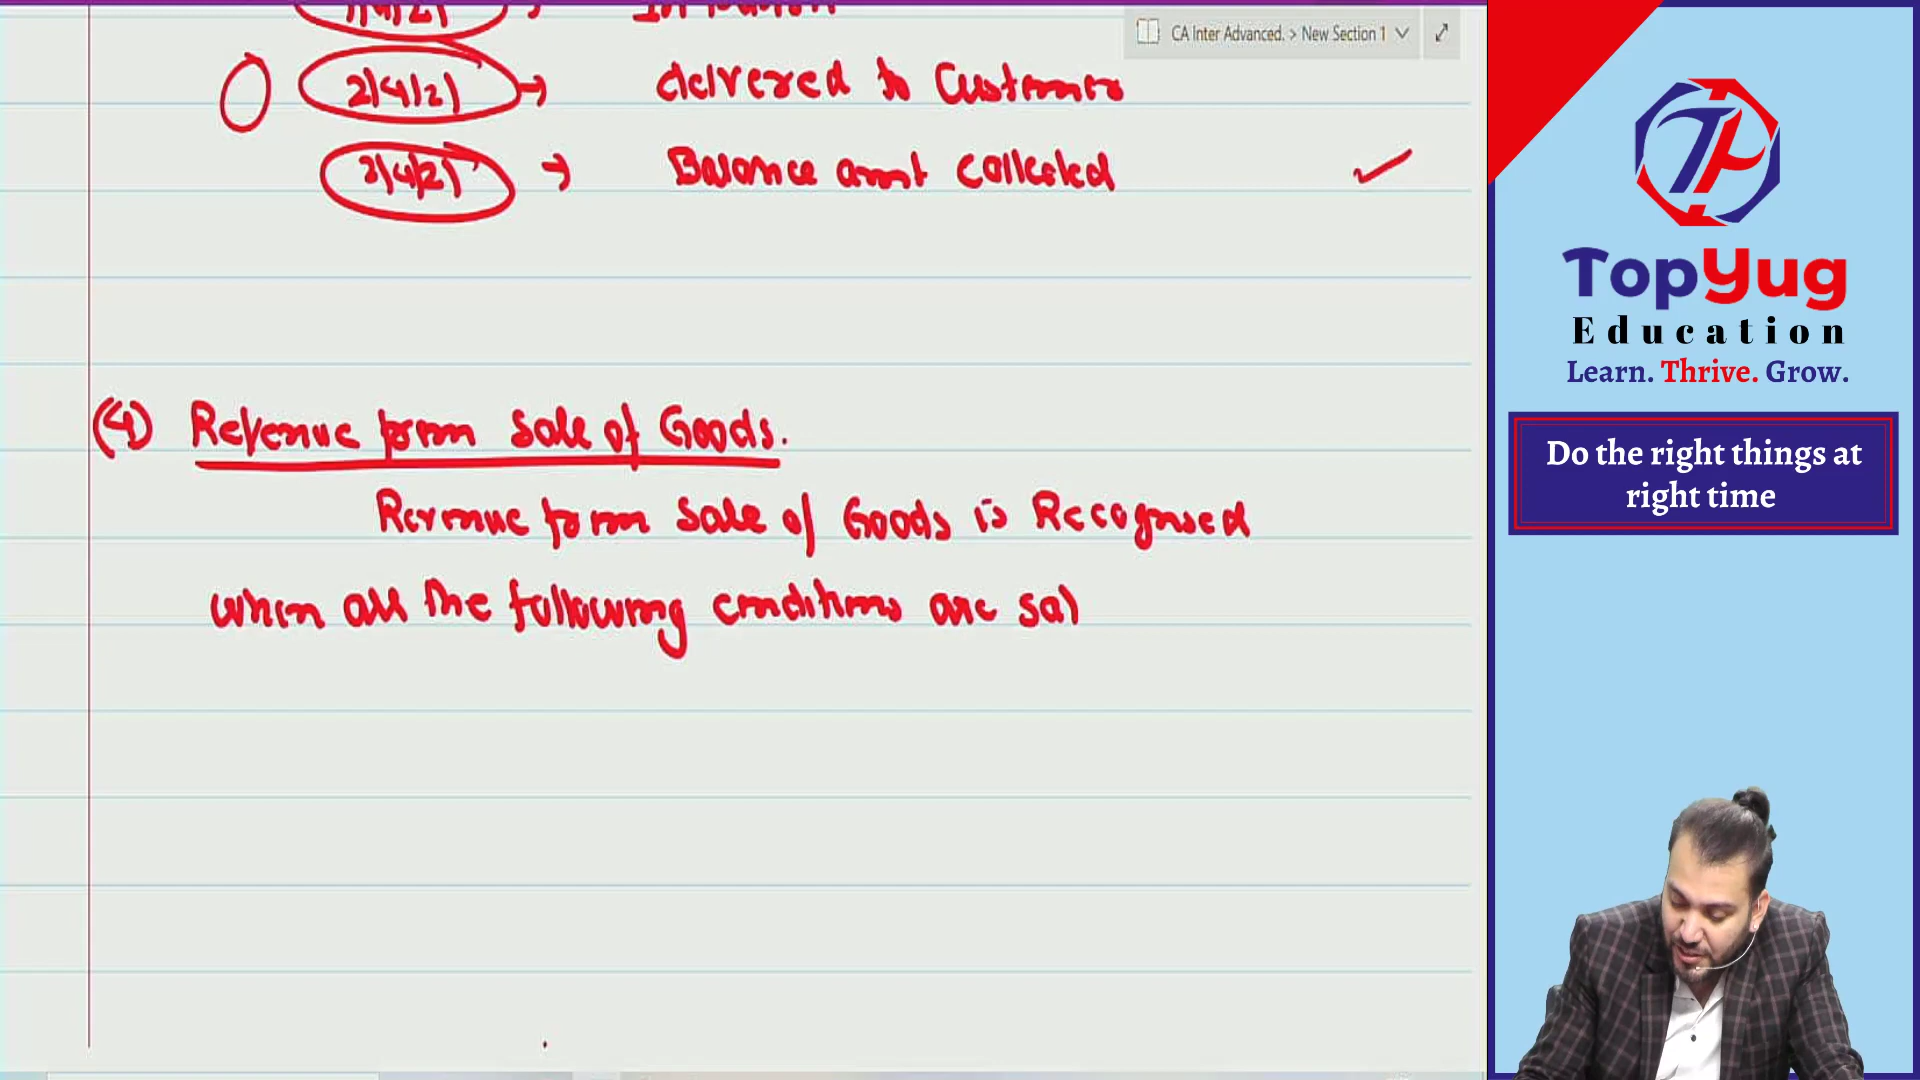 CA Inter Advanced. > New Section 1
2/4/21 → delivered to Customer
2/4/21 → Balance amt collected
(4) Revenue from Sale of Goods.
Revenue from Sale of Goods is Recognised
when all the following conditions are sat
TopYug
Education
Learn. Thrive. Grow.
Do the right things at
right time